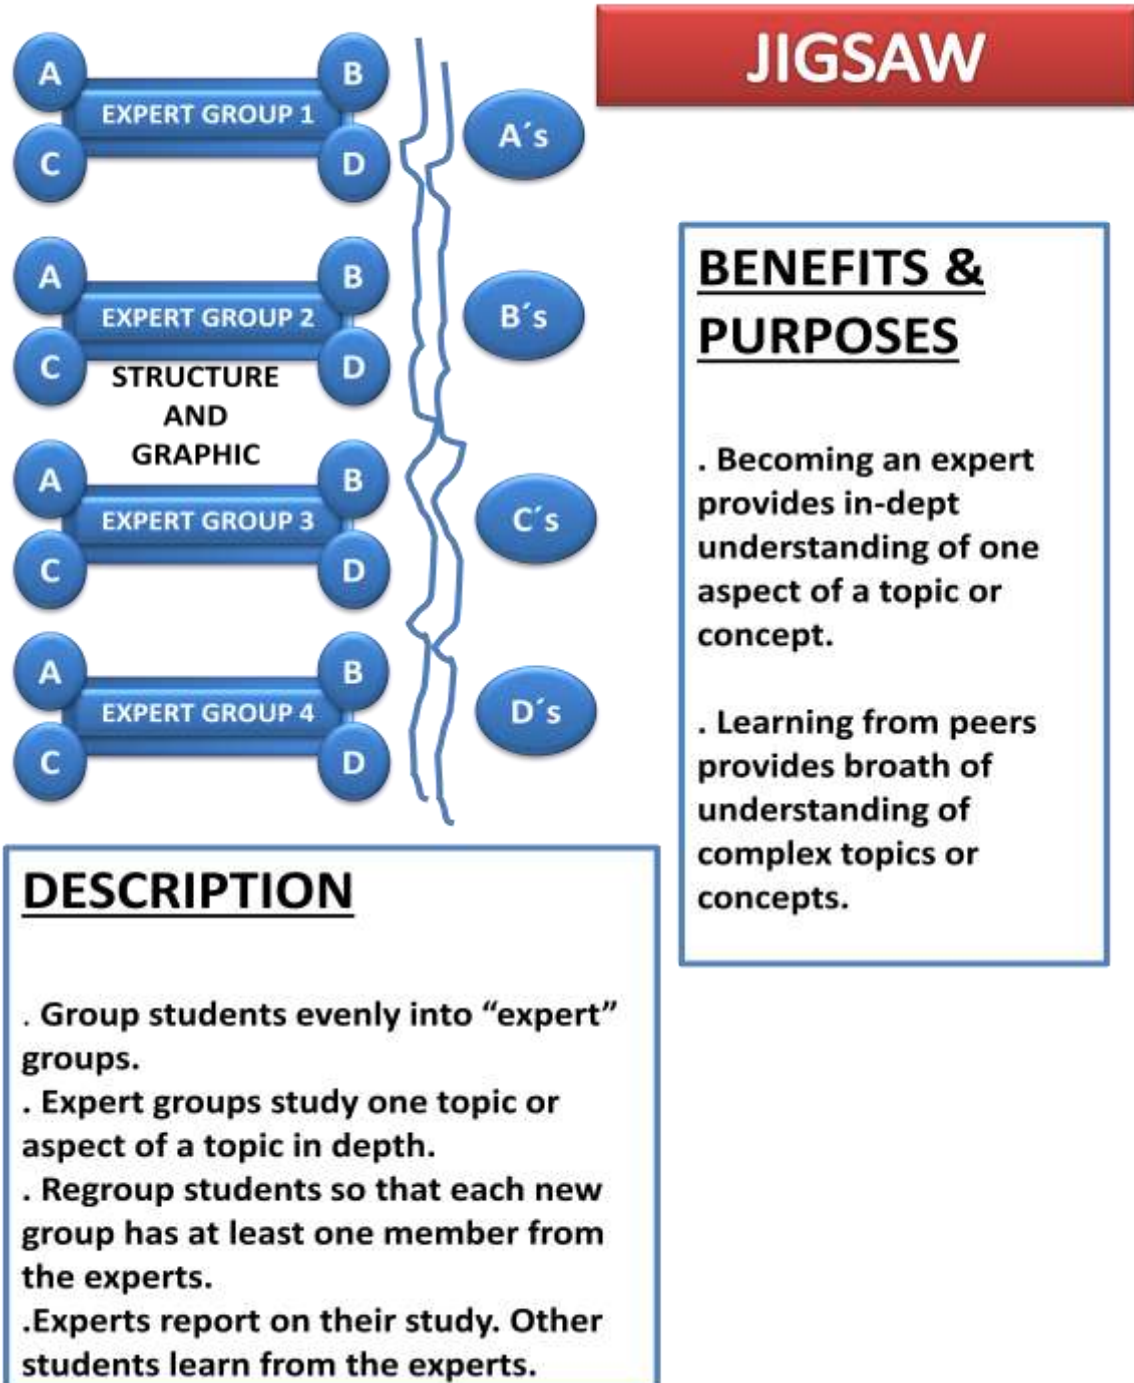 JIGSAW
A
B
EXPERT GROUP 1
C
D
A´s
A
B
EXPERT GROUP 2
C
D
B´s
STRUCTURE
AND
GRAPHIC
A
B
EXPERT GROUP 3
C
D
C´s
A
B
EXPERT GROUP 4
C
D
D´s
BENEFITS &
PURPOSES
. Becoming an expert
provides in-dept
understanding of one
aspect of a topic or
concept.
. Learning from peers
provides broath of
understanding of
complex topics or
concepts.
DESCRIPTION
. Group students evenly into “expert”
groups.
. Expert groups study one topic or
aspect of a topic in depth.
. Regroup students so that each new
group has at least one member from
the experts.
.Experts report on their study. Other
students learn from the experts.